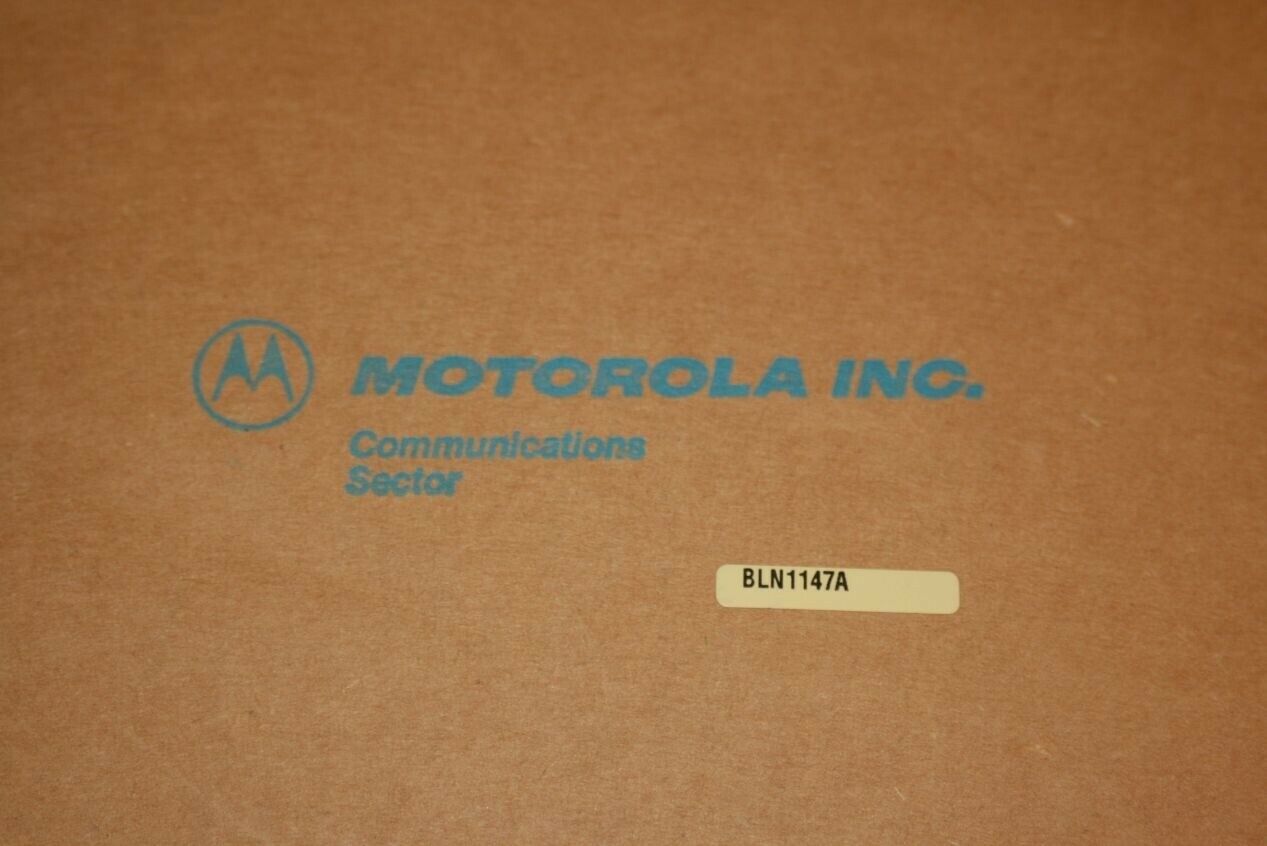 MOTOROLA INC.
Communications
Sector
BLN1147A